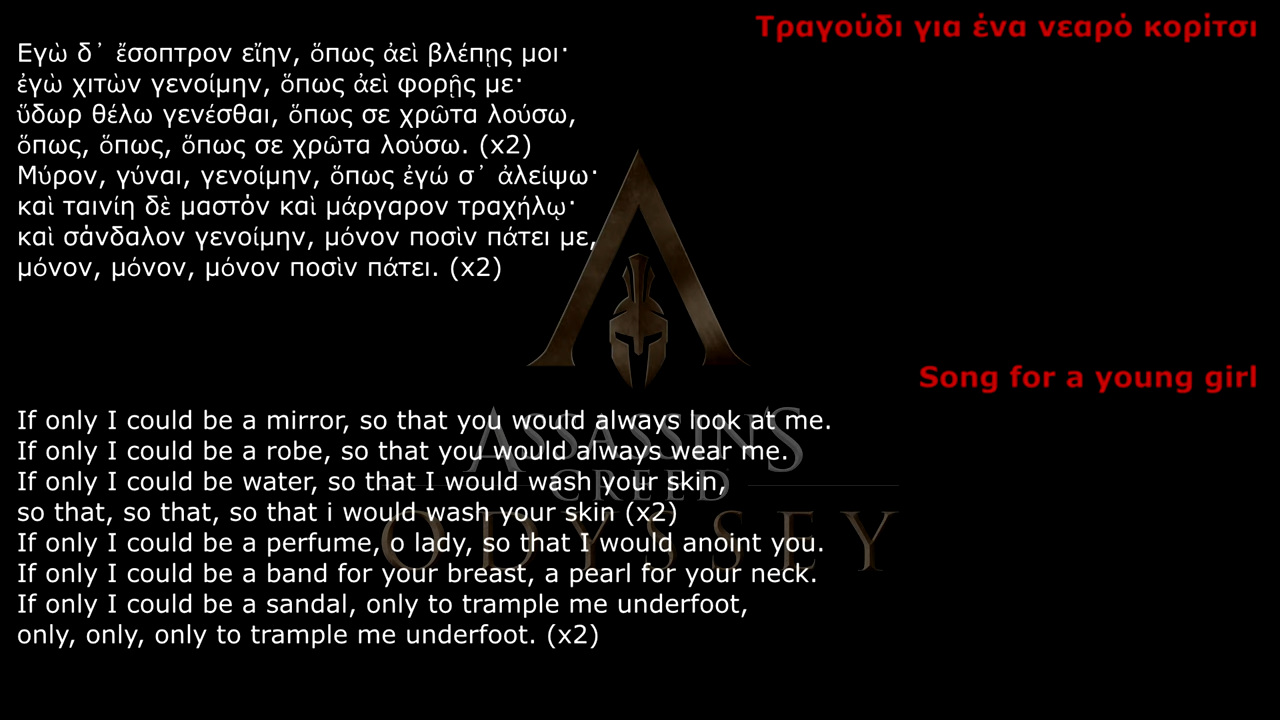 Τραγούδι για ένα νεαρό κορίτσι
Εγὼ δ᾽ ἔσοπτρον εἴην, ὅπως ἀεὶ βλέπῃς μοι·
ἐγὼ χιτὼν γενοίμην, ὅπως ἀεὶ φορῇς με·
ὕδωρ θέλω γενέσθαι, ὅπως σε χρῶτα λούσω,
ὅπως, ὅπως, ὅπως σε χρῶτα λούσω. (x2)
Μύρον, γύναι, γενοίμην, ὅπως ἐγώ σ᾽ ἀλείψω·
καὶ ταινίη δὲ μαστόν καὶ μάργαρον τραχήλῳ·
καὶ σάνδαλον γενοίμην, μόνον ποσὶν πάτει με,
μόνον, μόνον, μόνον ποσὶν πάτει. (x2)
Song for a young girl
If only I could be a mirror, so that you would always look at me.
If only I could be a robe, so that you would always wear me.
If only I could be water, so that I would wash your skin,
so that, so that, so that i would wash your skin (x2)
If only I could be a perfume, o lady, so that I would anoint you.
If only I could be a band for your breast, a pearl for your neck.
If only I could be a sandal, only to trample me underfoot,
only, only, only to trample me underfoot. (x2)
ASSASSIN'S
CREED
ODYSSEY